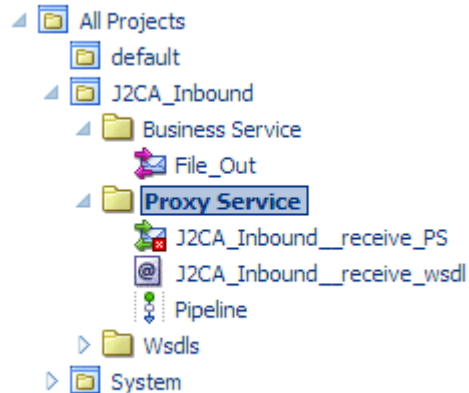 All Projects
default
J2CA_Inbound
Business Service
File_Out
Proxy Service
J2CA_Inbound__receive_PS
J2CA_Inbound__receive_wsdl
Pipeline
Wsdls
System